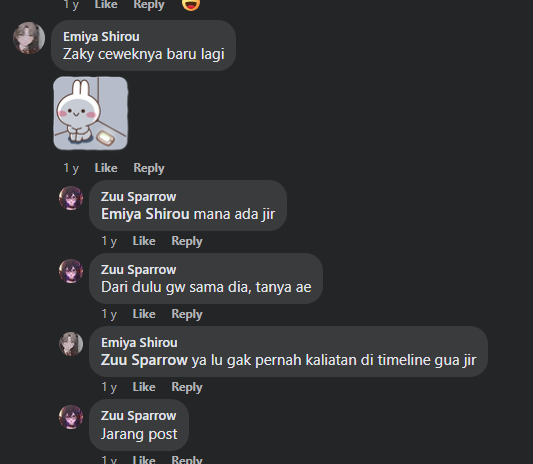 1 y Like Reply
Emiya Shirou
Zaky ceweknya baru lagi
1 y Like Reply
Zuu Sparrow
Emiya Shirou mana ada jir
1 y Like Reply
Zuu Sparrow
Dari dulu gw sama dia, tanya ae
1 y Like Reply
Emiya Shirou
Zuu Sparrow ya lu gak pernah kaliatan di timeline gua jir
1 y Like Reply
Zuu Sparrow
Jarang post
1 y Like Reply